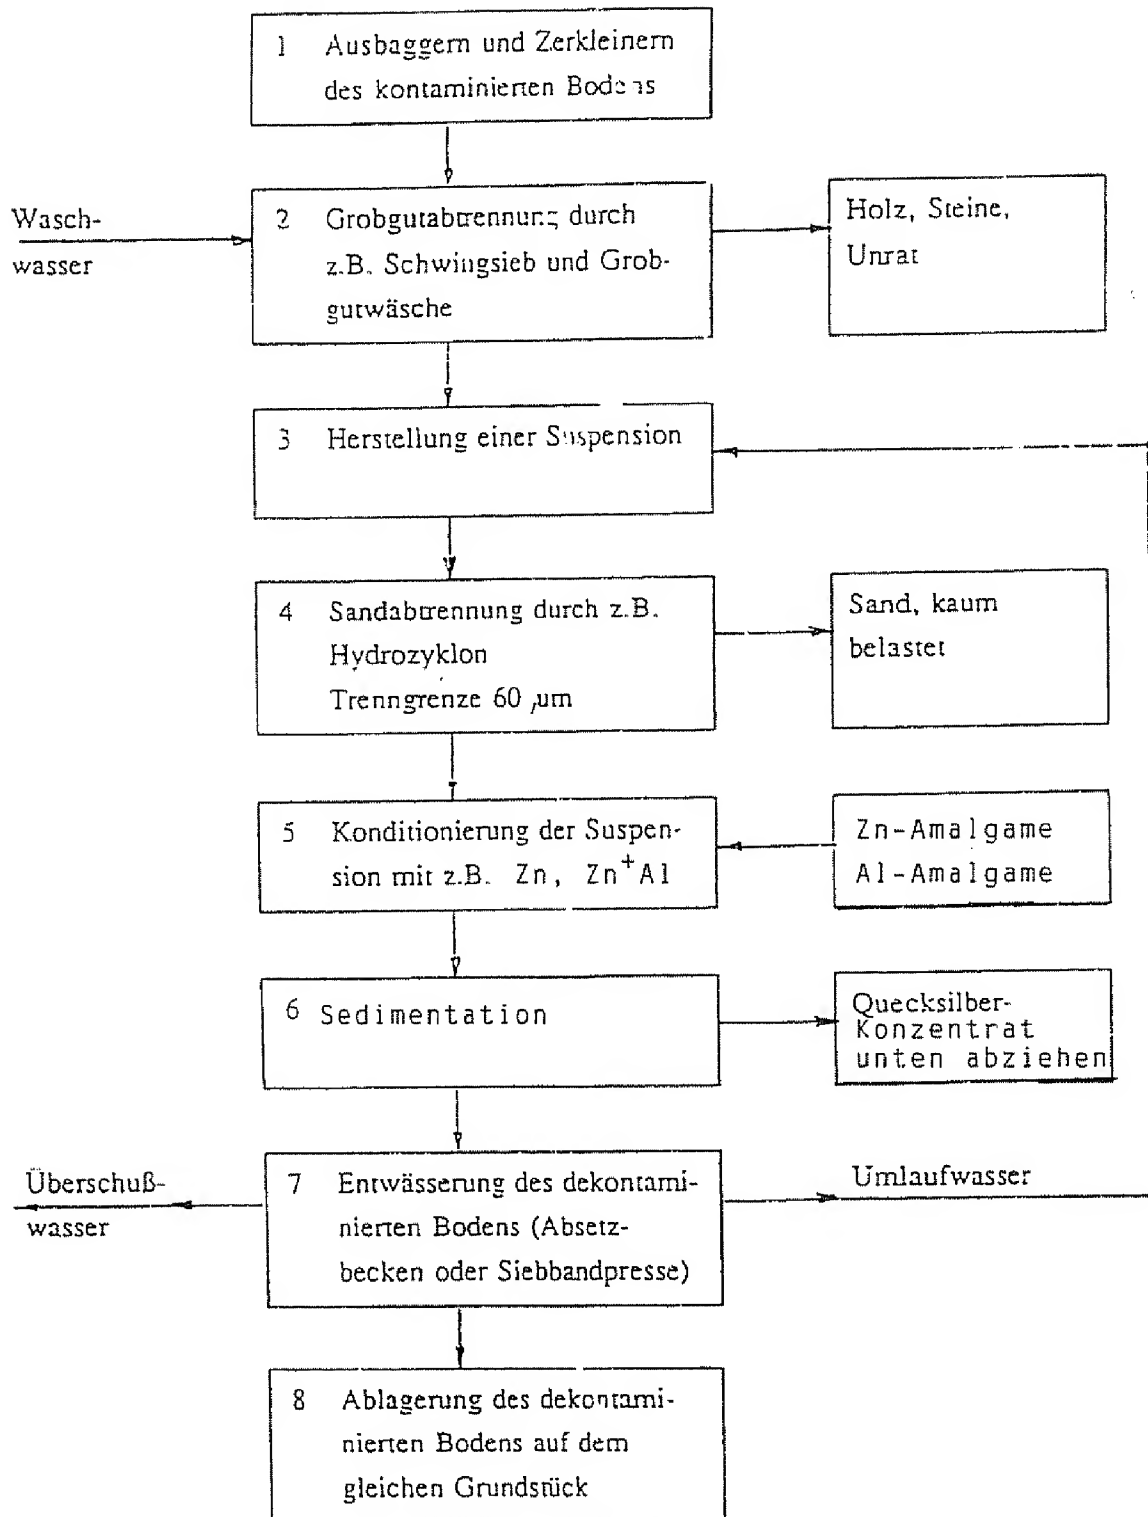 1 Ausbaggern und Zerkleinern
des kontaminierten Bodens
Wasch-
wasser
2 Grobgutabtrennung durch
z.B. Schwingsieb und Grob-
gutwäsche
Holz, Steine,
Unrat
3 Herstellung einer Suspension
4 Sandabtrennung durch z.B.
Hydrozyklon
Trenngrenze 60 µm
Sand, kaum
belastet
5 Konditionierung der Suspen-
sion mit z.B. Zn, Zn+Al
Zn-Amalgame
Al-Amalgame
6 Sedimentation
Quecksilber-
Konzentrat
unten abziehen
Überschuß-
wasser
7 Entwässerung des dekontami-
nierten Bodens (Absetz-
becken oder Siebbandpresse)
Umlaufwasser
8 Ablagerung des dekontami-
nierten Bodens auf dem
gleichen Grundstück